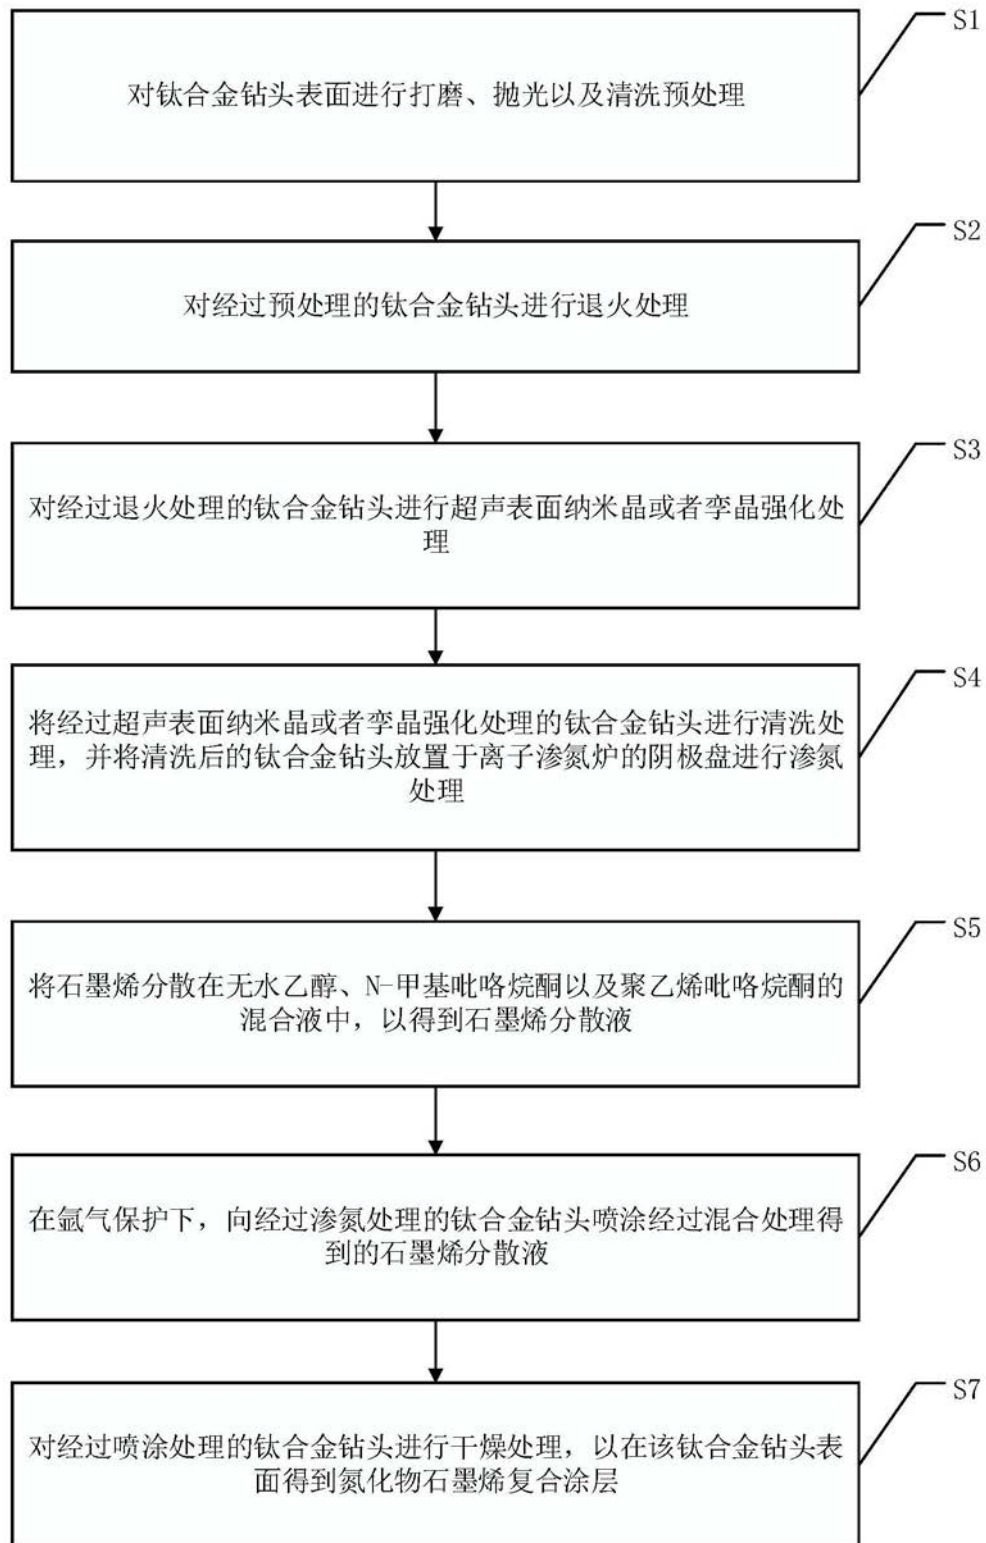 S1
对钛合金钻头表面进行打磨、抛光以及清洗预处理
S2
对经过预处理的钛合金钻头进行退火处理
S3
对经过退火处理的钛合金钻头进行超声表面纳米晶或者孪晶强化处
理
S4
将经过超声表面纳米晶或者孪晶强化处理的钛合金钻头进行清洗处
理，并将清洗后的钛合金钻头放置于离子渗氮炉的阴极盘进行渗氮
处理
S5
将石墨烯分散在无水乙醇、N-甲基吡咯烷酮以及聚乙烯吡咯烷酮的
混合液中，以得到石墨烯分散液
S6
在氩气保护下，向经过渗氮处理的钛合金钻头喷涂经过混合处理得
到的石墨烯分散液
S7
对经过喷涂处理的钛合金钻头进行干燥处理，以在该钛合金钻头表
面得到氮化物石墨烯复合涂层